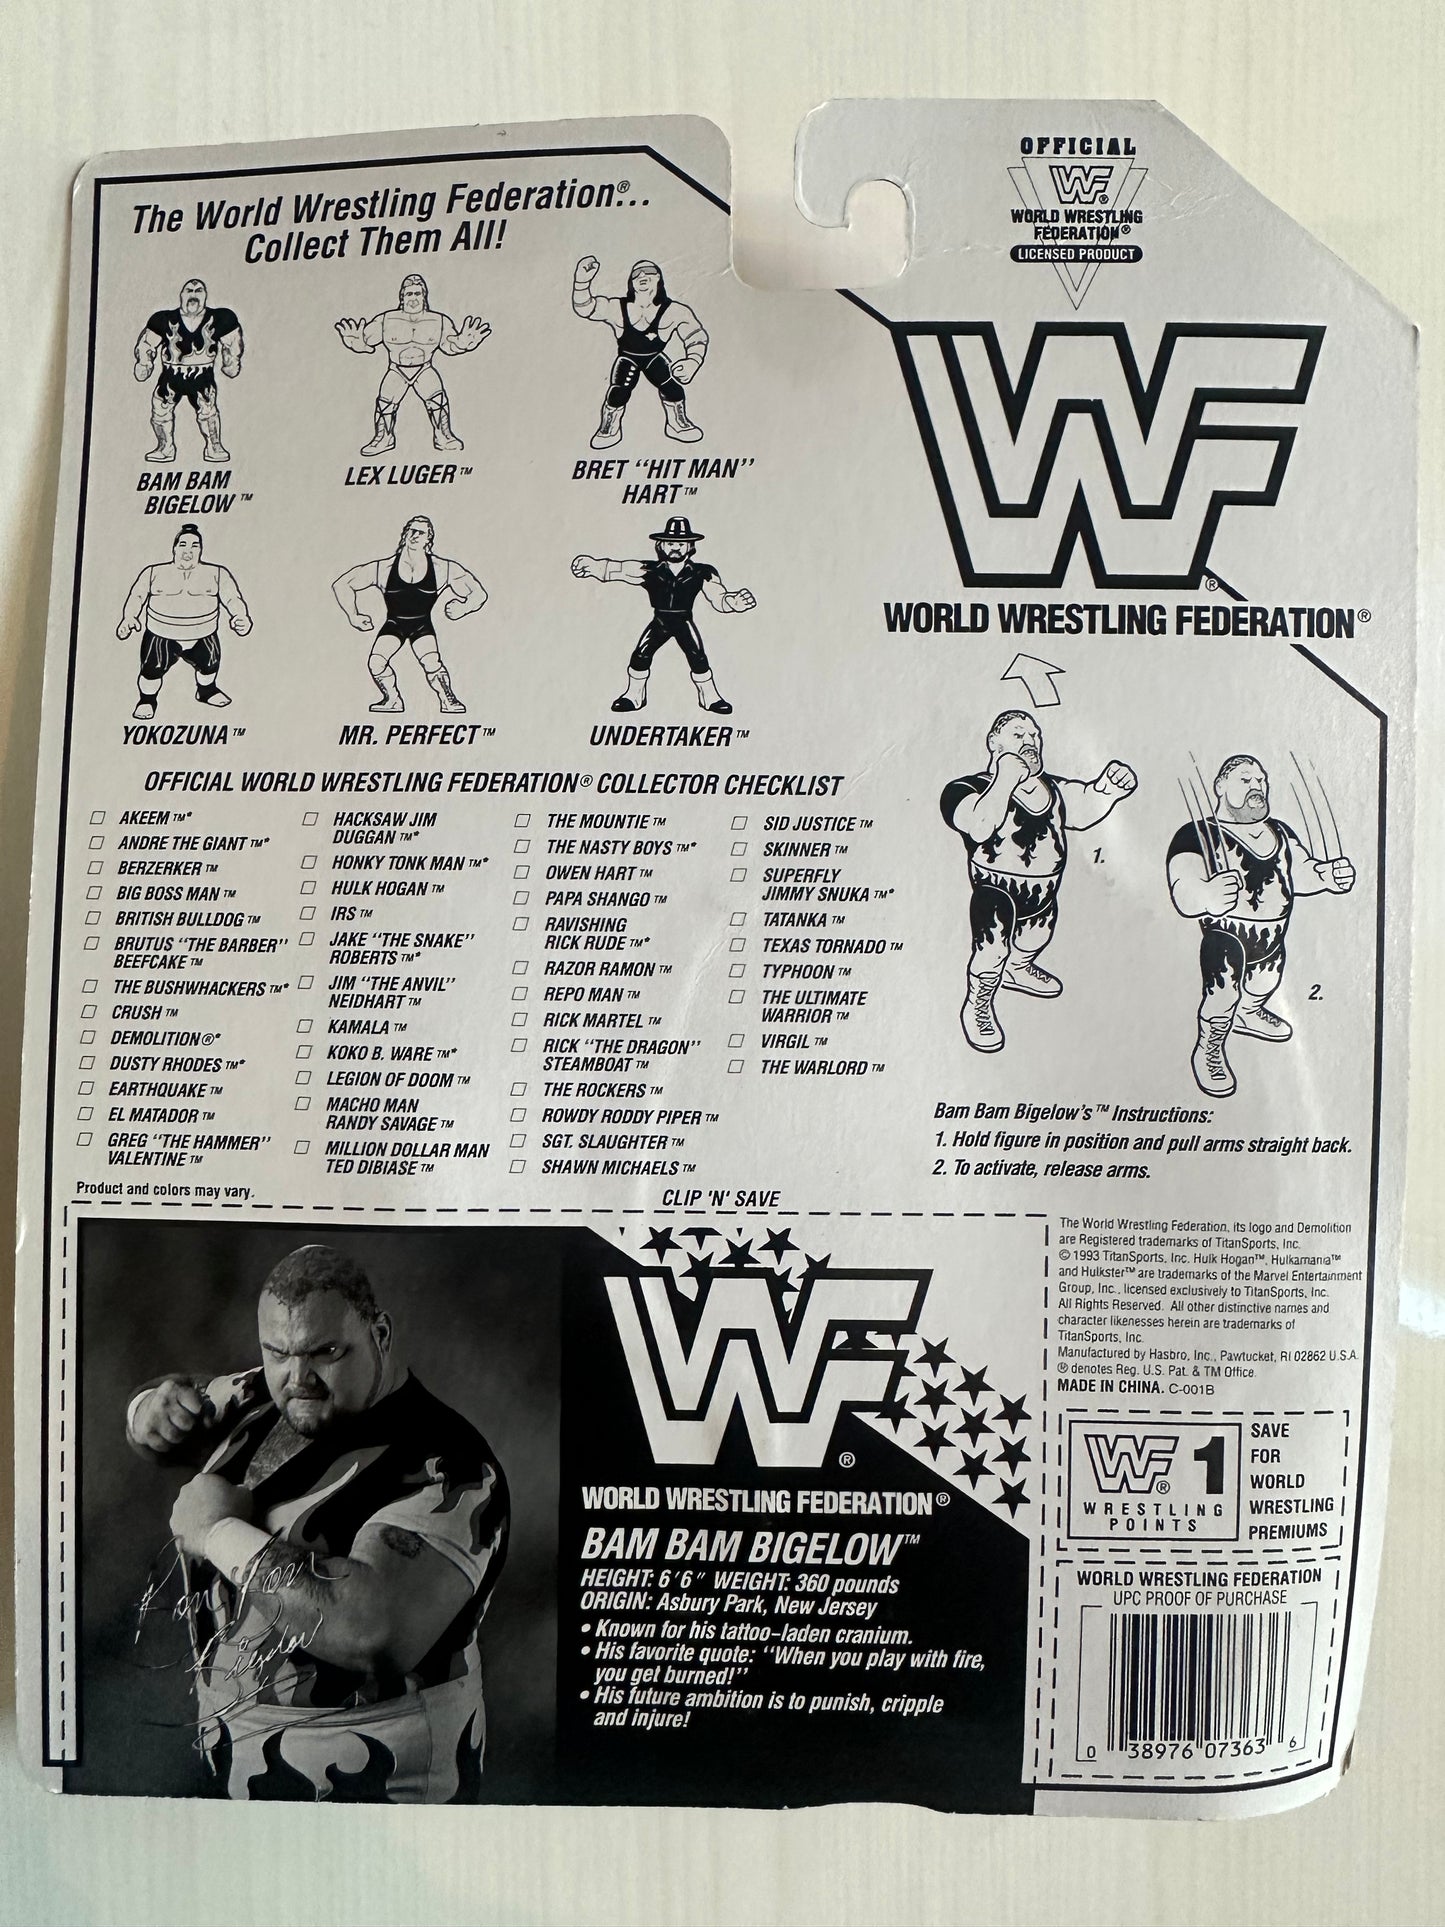 The World Wrestling Federation®...
Collect Them All!
BAM BAM
BIGELOW™
LEX LUGER™
BRET "HIT MAN"
HART™
YOKOZUNA™
MR. PERFECT™
UNDERTAKER™
OFFICIAL
WF®
WORLD WRESTLING
FEDERATION®
LICENSED PRODUCT
WF®
WORLD WRESTLING FEDERATION®
OFFICIAL WORLD WRESTLING FEDERATION® COLLECTOR CHECKLIST
AKEEM™*
ANDRE THE GIANT™*
BERZERKER™
BIG BOSS MAN™
BRITISH BULLDOG™
BRUTUS "THE BARBER"
BEEFCAKE™
THE BUSHWHACKERS™*
CRUSH™
DEMOLITION®*
DUSTY RHODES™*
EARTHQUAKE™
EL MATADOR™
GREG "THE HAMMER"
VALENTINE™
HACKSAW JIM
DUGGAN™*
HONKY TONK MAN™*
HULK HOGAN™
IRS™
JAKE "THE SNAKE"
ROBERTS™*
JIM "THE ANVIL"
NEIDHART™
KAMALA™
KOKO B. WARE™*
LEGION OF DOOM™
MACHO MAN
RANDY SAVAGE™
MILLION DOLLAR MAN
TED DIBIASE™
THE MOUNTIE™
THE NASTY BOYS™*
OWEN HART™
PAPA SHANGO™
RAVISHING
RICK RUDE™*
RAZOR RAMON™
REPO MAN™
RICK MARTEL™
RICK "THE DRAGON"
STEAMBOAT™
THE ROCKERS™
ROWDY RODDY PIPER™
SGT. SLAUGHTER™
SHAWN MICHAELS™
SID JUSTICE™
SKINNER™
SUPERFLY
JIMMY SNUKA™*
TATANKA™
TEXAS TORNADO™
TYPHOON™
THE ULTIMATE
WARRIOR™
VIRGIL™
THE WARLORD™
1.
2.
Bam Bam Bigelow's™ Instructions:
1. Hold figure in position and pull arms straight back.
2. To activate, release arms.
Product and colors may vary.
CLIP 'N' SAVE
Bam Bam
Bigelow
WF®
WORLD WRESTLING FEDERATION®
BAM BAM BIGELOW™
HEIGHT: 6'6" WEIGHT: 360 pounds
ORIGIN: Asbury Park, New Jersey
• Known for his tattoo-laden cranium.
• His favorite quote: "When you play with fire,
you get burned!"
• His future ambition is to punish, cripple
and injure!
The World Wrestling Federation, its logo and Demolition
are Registered trademarks of TitanSports, Inc.
© 1993 TitanSports, Inc. Hulk Hogan™, Hulkamania™
and Hulkster™ are trademarks of the Marvel Entertainment
Group, Inc., licensed exclusively to TitanSports, Inc.
All Rights Reserved. All other distinctive names and
character likenesses herein are trademarks of
TitanSports, Inc.
Manufactured by Hasbro, Inc., Pawtucket, RI 02862 U.S.A.
® denotes Reg. U.S. Pat. & TM Office.
MADE IN CHINA. C-001B
WF® 1
WRESTLING
POINTS
SAVE
FOR
WORLD
WRESTLING
PREMIUMS
WORLD WRESTLING FEDERATION
UPC PROOF OF PURCHASE
0 38976 07363 6